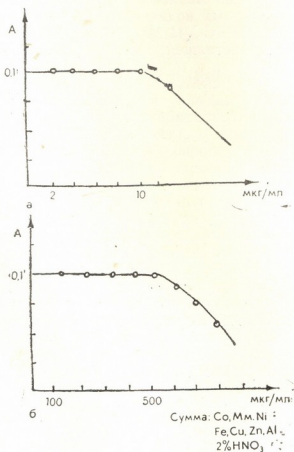 А
0,1
2 10 мкг/мл
а
А
0,1
100 500 мкг/мл
б
Сумма: Co, Mм, Ni
Fe, Cu, Zn, Al
2% HNO3